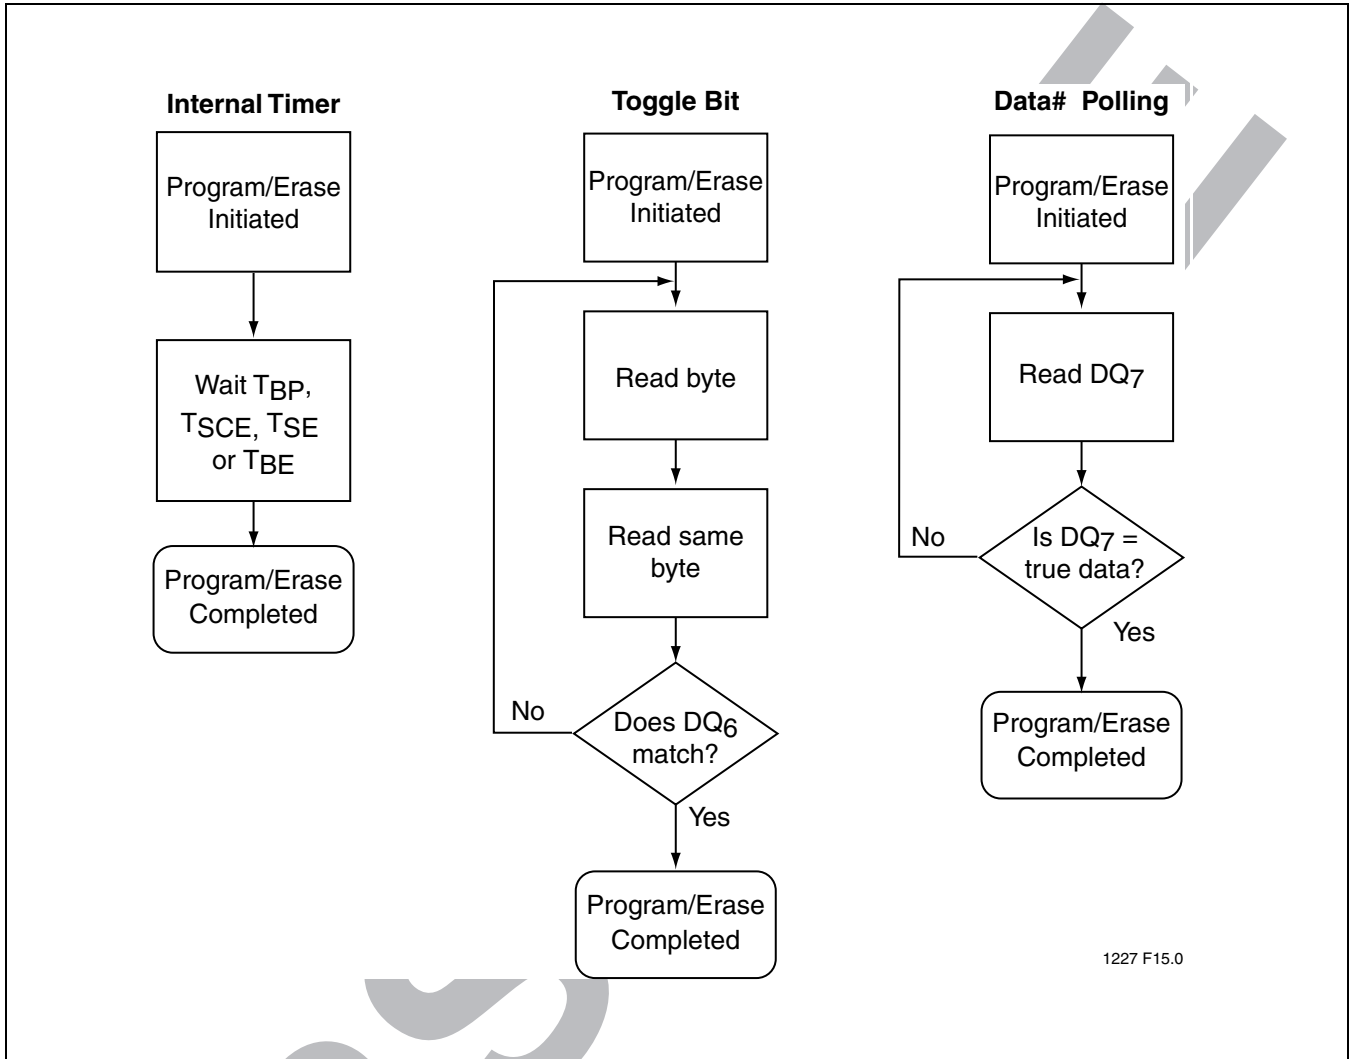 Internal Timer
Program/Erase
Initiated
Wait TBP,
TSCE, TSE
or TBE
Program/Erase
Completed
Toggle Bit
Program/Erase
Initiated
Read byte
Read same
byte
Does DQ6
match?
No
Yes
Program/Erase
Completed
Data# Polling
Program/Erase
Initiated
Read DQ7
Is DQ7 =
true data?
No
Yes
Program/Erase
Completed
1227 F15.0